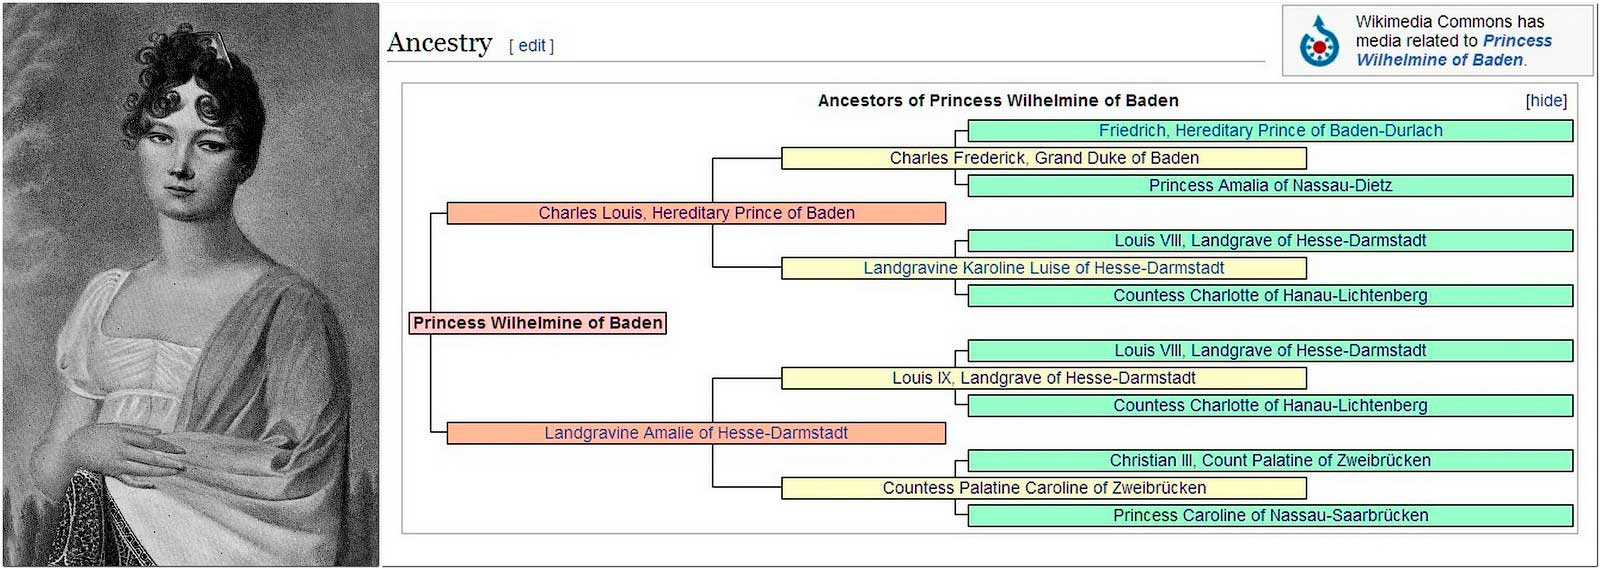 Ancestry [ edit ]
Wikimedia Commons has
media related to Princess
Wilhelmine of Baden.
Ancestors of Princess Wilhelmine of Baden [hide]
Friedrich, Hereditary Prince of Baden-Durlach
Charles Frederick, Grand Duke of Baden
Princess Amalia of Nassau-Dietz
Charles Louis, Hereditary Prince of Baden
Louis VIII, Landgrave of Hesse-Darmstadt
Landgravine Karoline Luise of Hesse-Darmstadt
Countess Charlotte of Hanau-Lichtenberg
Princess Wilhelmine of Baden
Louis VIII, Landgrave of Hesse-Darmstadt
Louis IX, Landgrave of Hesse-Darmstadt
Countess Charlotte of Hanau-Lichtenberg
Landgravine Amalie of Hesse-Darmstadt
Christian III, Count Palatine of Zweibrücken
Countess Palatine Caroline of Zweibrücken
Princess Caroline of Nassau-Saarbrücken